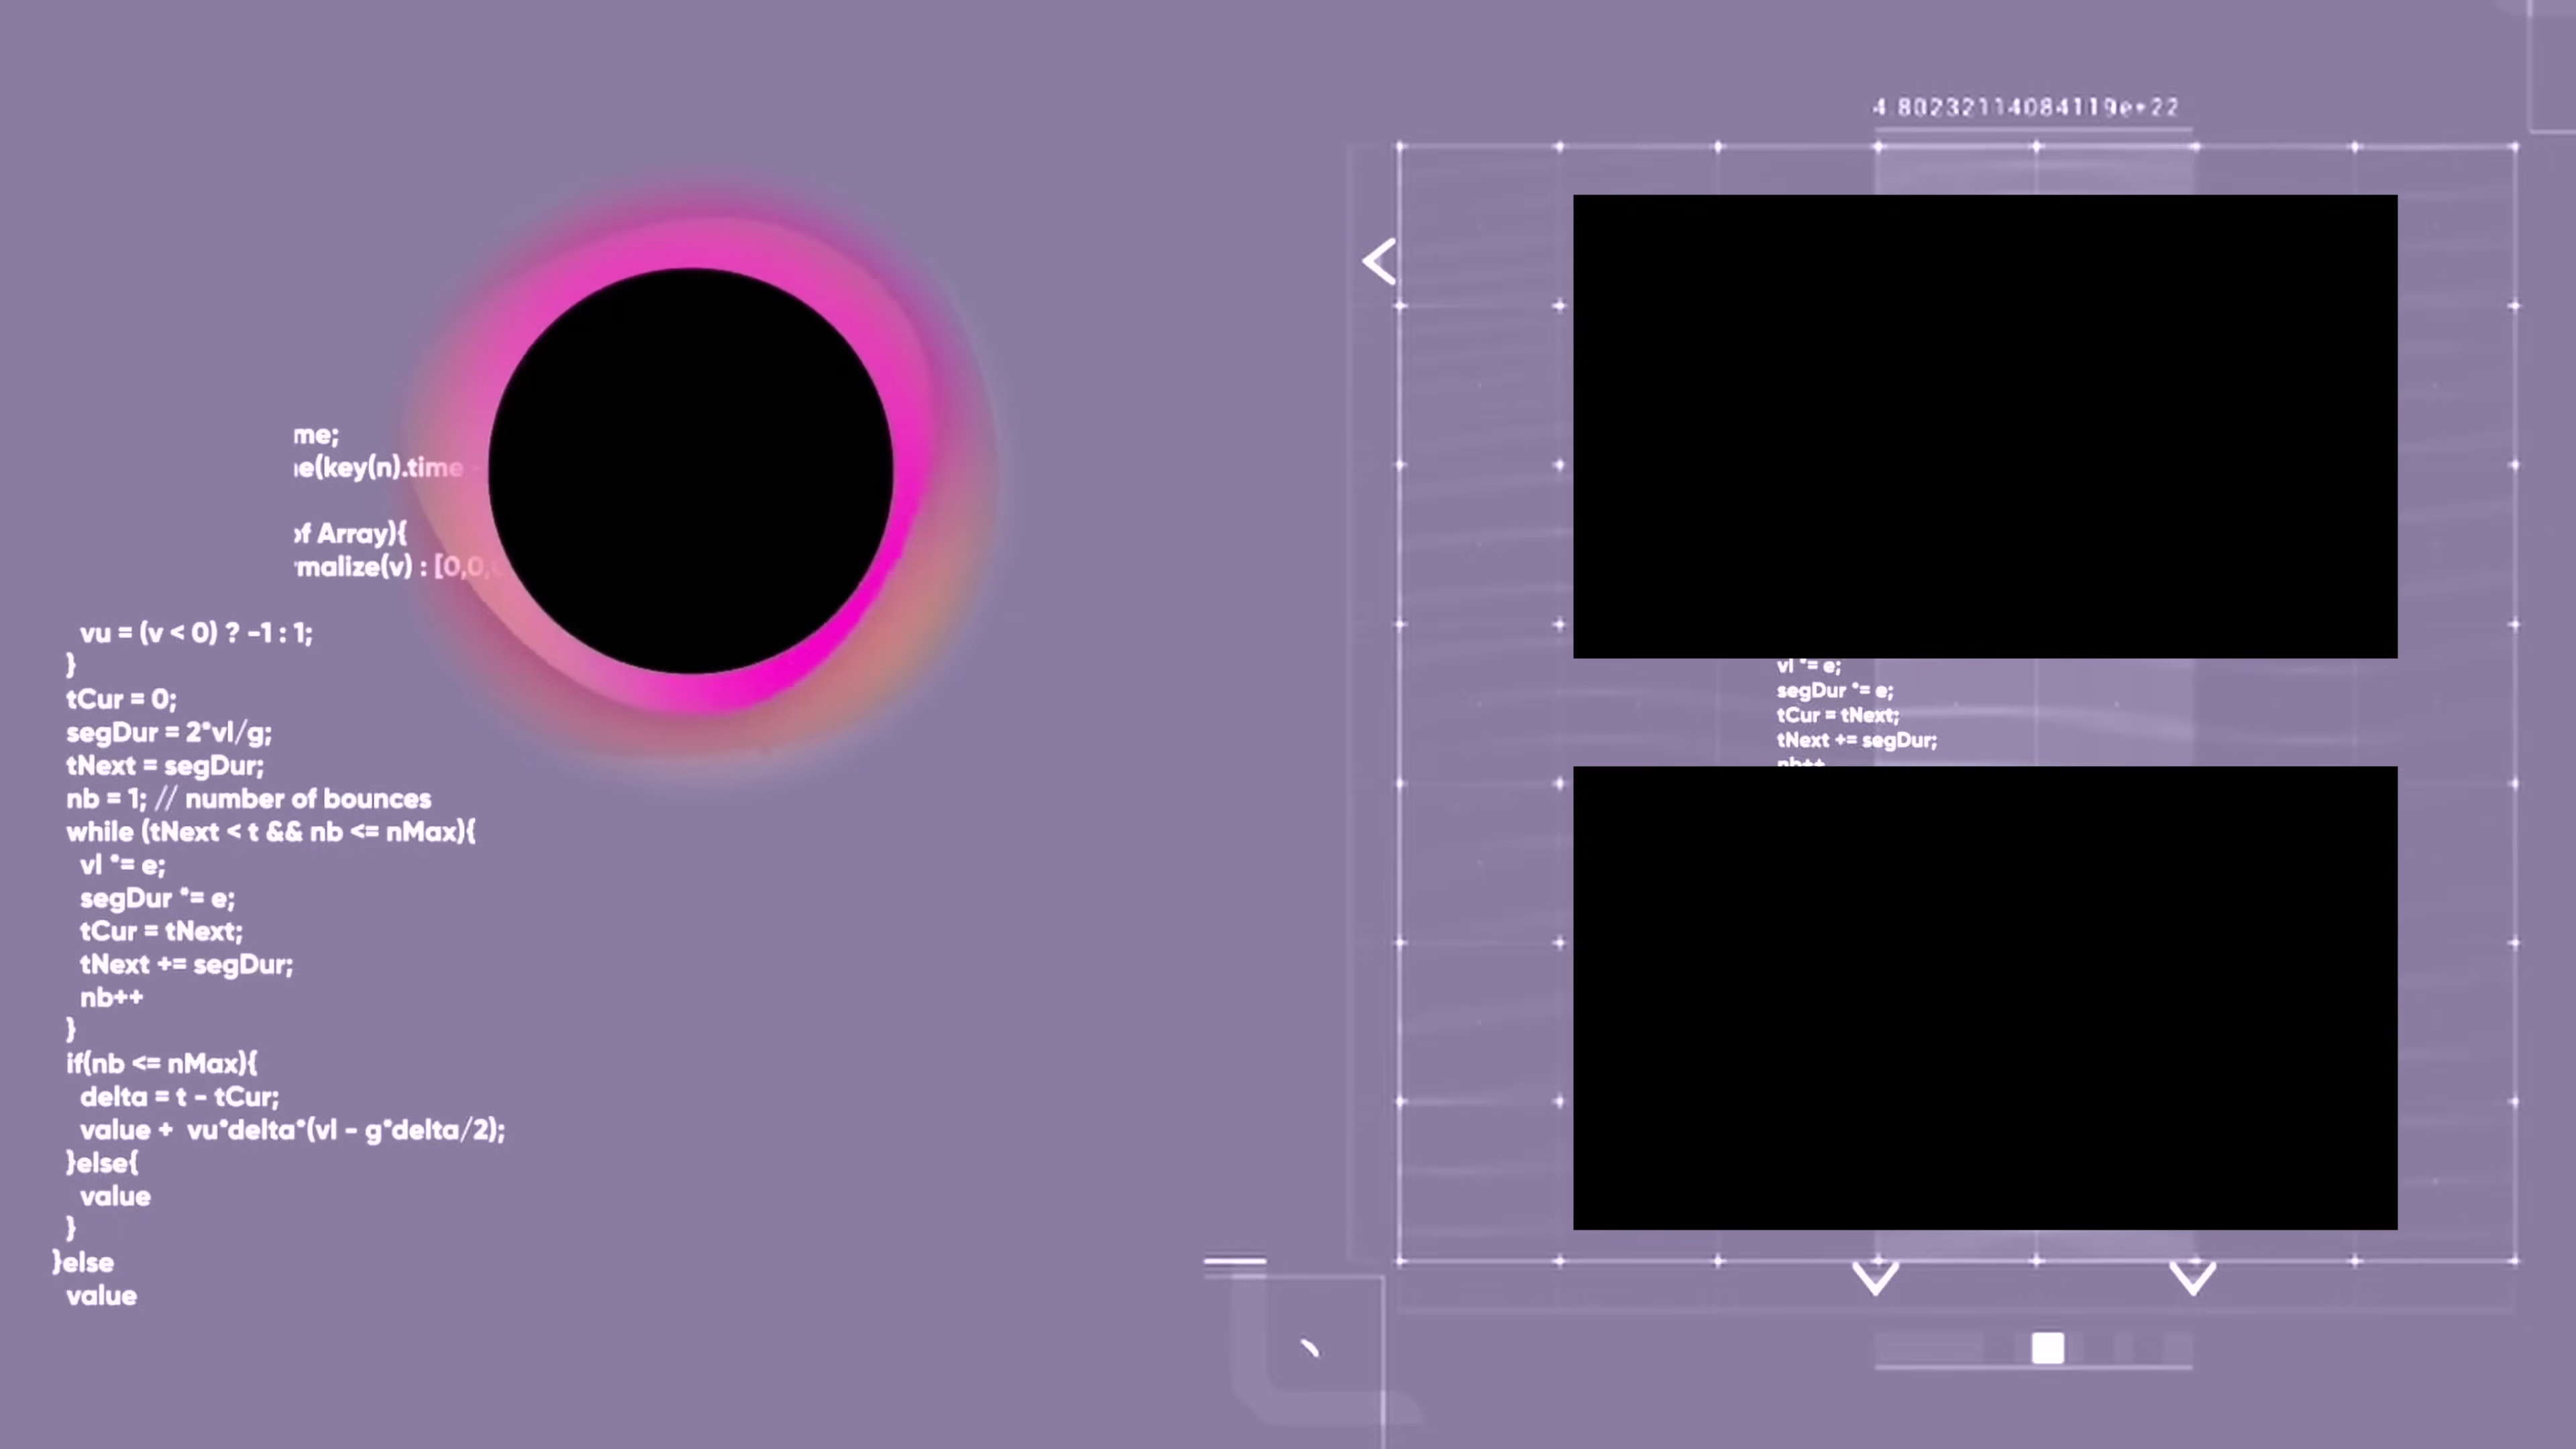 me;
e(key(n).time -
of Array){
rmalize(v) : [0,0,
vu = (v < 0) ? -1 : 1;
}
tCur = 0;
segDur = 2*vl/g;
tNext = segDur;
nb = 1; // number of bounces
while (tNext < t && nb <= nMax){
vl *= e;
segDur *= e;
tCur = tNext;
tNext += segDur;
nb++
}
if(nb <= nMax){
delta = t - tCur;
value +  vu*delta*(vl - g*delta/2);
}else{
value
}
}else
value
4.80232114084119e+22
vl *= e;
segDur *= e;
tCur = tNext;
tNext += segDur;
nb++